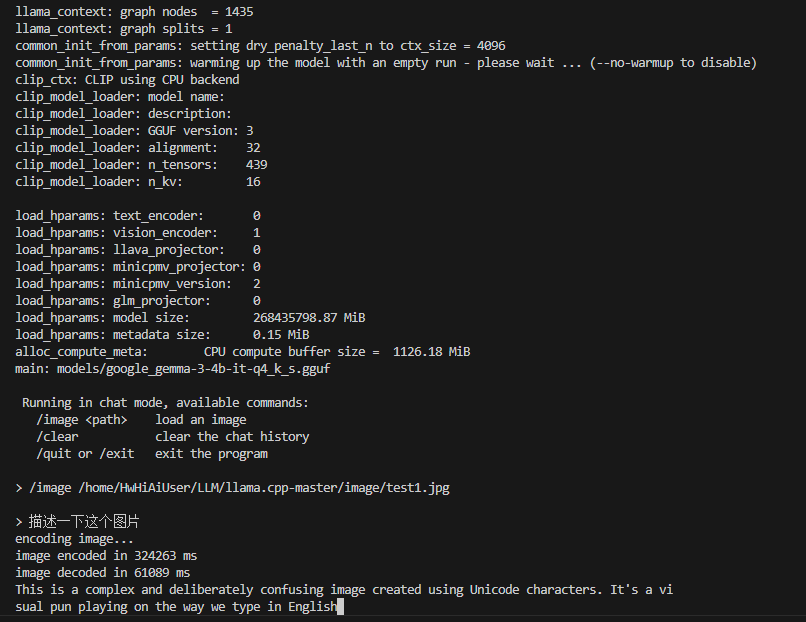 llama_context: graph nodes  = 1435
llama_context: graph splits = 1
common_init_from_params: setting dry_penalty_last_n to ctx_size = 4096
common_init_from_params: warming up the model with an empty run - please wait ... (--no-warmup to disable)
clip_ctx: CLIP using CPU backend
clip_model_loader: model name:
clip_model_loader: description:
clip_model_loader: GGUF version: 3
clip_model_loader: alignment:    32
clip_model_loader: n_tensors:    439
clip_model_loader: n_kv:         16
load_hparams: text_encoder:       0
load_hparams: vision_encoder:     1
load_hparams: llava_projector:    0
load_hparams: minicpmv_projector: 0
load_hparams: minicpmv_version:   2
load_hparams: glm_projector:      0
load_hparams: model size:         268435798.87 MiB
load_hparams: metadata size:      0.15 MiB
alloc_compute_meta:        CPU compute buffer size =  1126.18 MiB
main: models/google_gemma-3-4b-it-q4_k_s.gguf
Running in chat mode, available commands:
/image <path>    load an image
/clear           clear the chat history
/quit or /exit   exit the program
> /image /home/HwHiAiUser/LLM/llama.cpp-master/image/test1.jpg
> 描述一下这个图片
encoding image...
image encoded in 324263 ms
image decoded in 61089 ms
This is a complex and deliberately confusing image created using Unicode characters. It's a vi
sual pun playing on the way we type in English